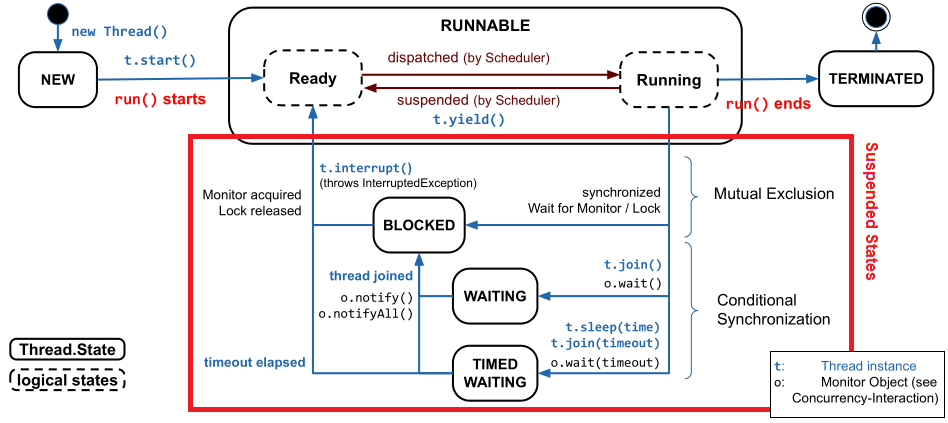 RUNNABLE
new Thread()
NEW
t.start()
run() starts
Ready
dispatched (by Scheduler)
suspended (by Scheduler)
t.yield()
Running
run() ends
TERMINATED
t.interrupt()
(throws InterruptedException)
Monitor acquired
Lock released
BLOCKED
synchronized
Wait for Monitor / Lock
Mutual Exclusion
Suspended States
thread joined
o.notify()
o.notifyAll()
WAITING
t.join()
o.wait()
Conditional
Synchronization
timeout elapsed
TIMED
WAITING
t.sleep(time)
t.join(timeout)
o.wait(timeout)
Thread.State
logical states
t: Thread instance
o: Monitor Object (see
Concurrency-Interaction)